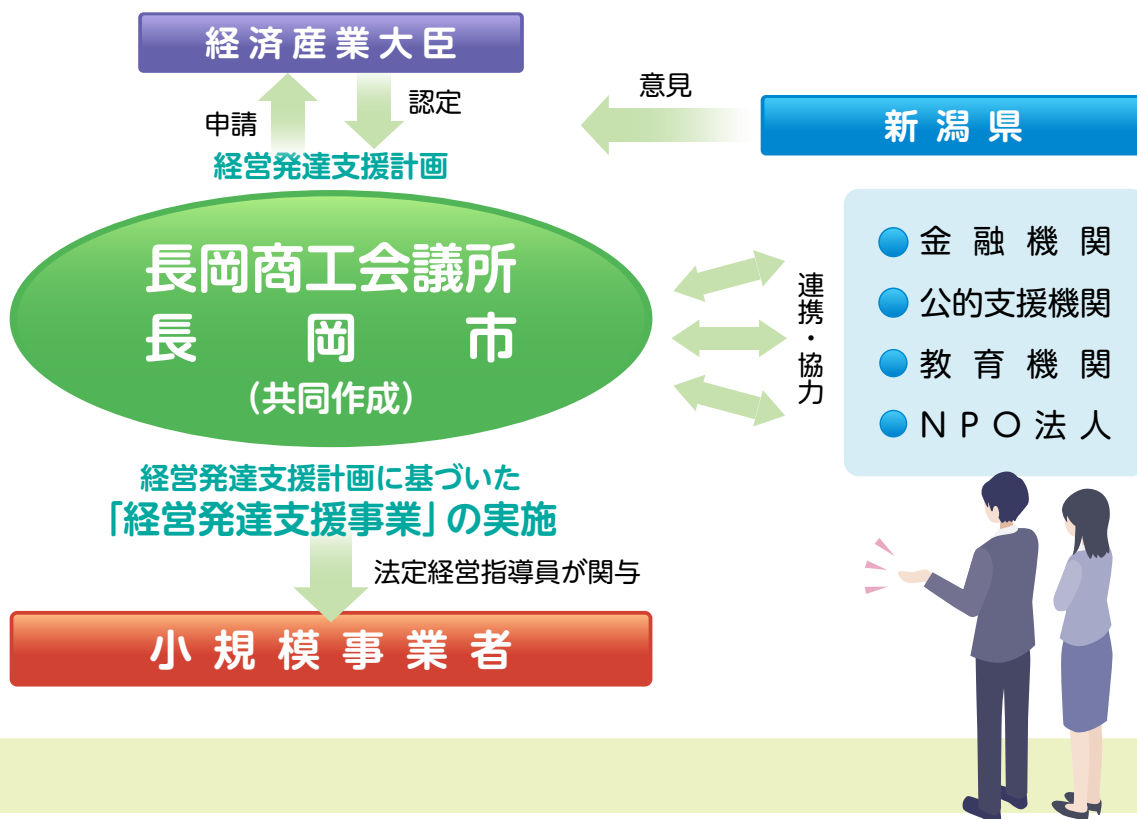 経済産業大臣
申請
認定
意見
新潟県
経営発達支援計画
長岡商工会議所
長岡市
(共同作成)
連携・協力
金融機関
公的支援機関
教育機関
NPO法人
経営発達支援計画に基づいた
「経営発達支援事業」の実施
法定経営指導員が関与
小規模事業者